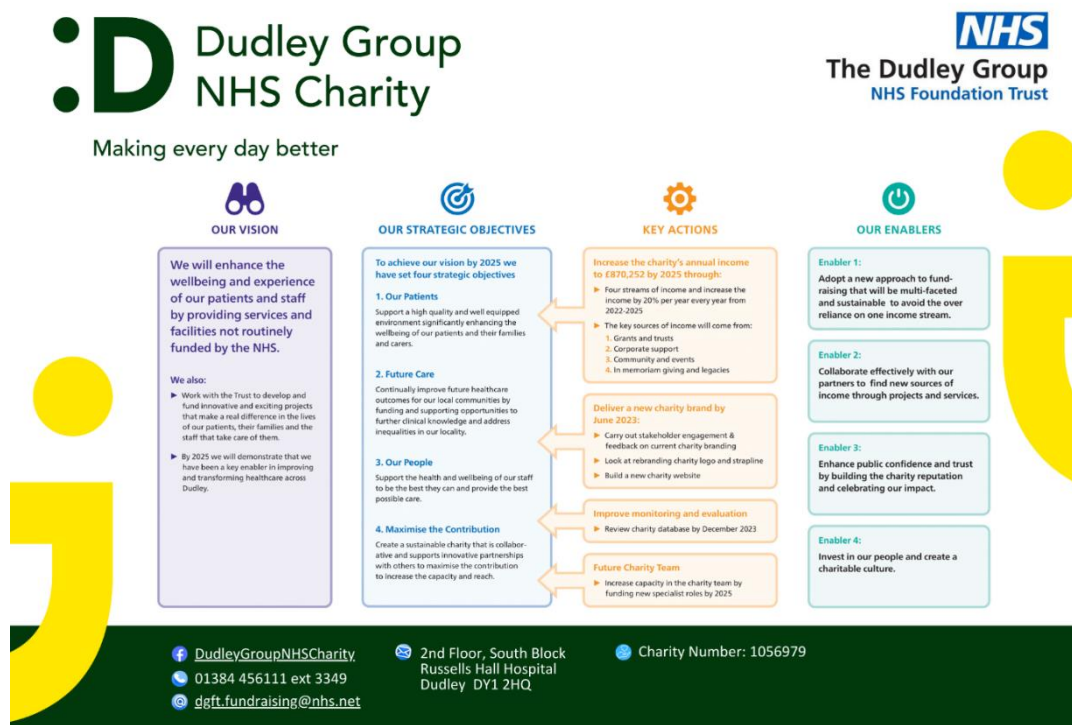 :D Dudley Group
NHS Charity
Making every day better
NHS
The Dudley Group
NHS Foundation Trust
OUR VISION
We will enhance the
wellbeing and experience
of our patients and staff
by providing services and
facilities not routinely
funded by the NHS.
We also:
► Work with the Trust to develop and
fund innovative and exciting projects
that make a real difference in the lives
of our patients, their families and the
staff that take care of them.
► By 2025 we will demonstrate that we
have been a key enabler in improving
and transforming healthcare across
Dudley.
OUR STRATEGIC OBJECTIVES
To achieve our vision by 2025 we
have set four strategic objectives
1. Our Patients
Support a high quality and well equipped
environment significantly enhancing the
wellbeing of our patients and their families
and carers.
2. Future Care
Continually improve future healthcare
outcomes for our local communities by
funding and supporting opportunities to
further clinical knowledge and address
inequalities in our locality.
3. Our People
Support the health and wellbeing of our staff
to be the best they can and provide the best
possible care.
4. Maximise the Contribution
Create a sustainable charity that is collabor-
ative and supports innovative partnerships
with others to maximise the contribution
to increase the capacity and reach.
KEY ACTIONS
Increase the charity's annual income
to £870,252 by 2025 through:
► Four streams of income and increase the
income by 20% per year every year from
2022-2025
► The key sources of income will come from:
1. Grants and trusts
2. Corporate support
3. Community and events
4. In memoriam giving and legacies
Deliver a new charity brand by
June 2023:
► Carry out stakeholder engagement &
feedback on current charity branding
► Look at rebranding charity logo and strapline
► Build a new charity website
Improve monitoring and evaluation
► Review charity database by December 2023
Future Charity Team
► Increase capacity in the charity team by
funding new specialist roles by 2025
OUR ENABLERS
Enabler 1:
Adopt a new approach to fund-
raising that will be multi-faceted
and sustainable to avoid the over
reliance on one income stream.
Enabler 2:
Collaborate effectively with our
partners to find new sources of
income through projects and services.
Enabler 3:
Enhance public confidence and trust
by building the charity reputation
and celebrating our impact.
Enabler 4:
Invest in our people and create a
charitable culture.
DudleyGroupNHSCharity
01384 456111 ext 3349
dgft.fundraising@nhs.net
2nd Floor, South Block
Russells Hall Hospital
Dudley DY1 2HQ
Charity Number: 1056979